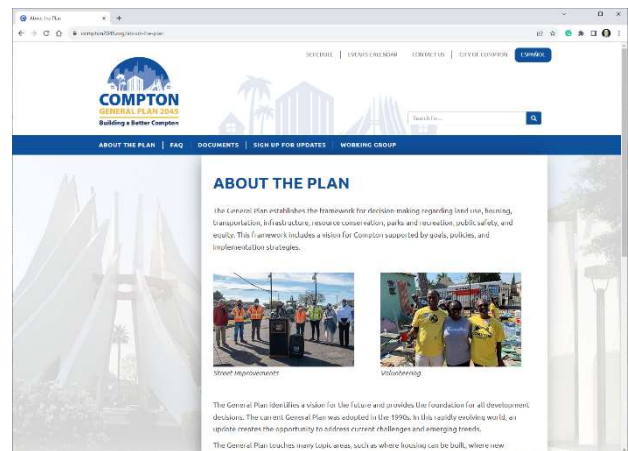 About the Plan
compton2045.org/about-the-plan
SCHEDULE | EVENTS CALENDAR CONTACT US | CITY OF COMPTON ESPAÑOL
COMPTON
GENERAL PLAN 2045
Building a Better Compton
Search for...
ABOUT THE PLAN | FAQ DOCUMENTS | SIGN UP FOR UPDATES WORKING GROUP
ABOUT THE PLAN
The General Plan establishes the framework for decision-making regarding land use, housing,
transportation, infrastructure, resource conservation, parks and recreation, public safety, and
equity. This framework includes a vision for Compton supported by goals, policies, and
implementation strategies.
Street Improvements
Volunteering
The General Plan identifies a vision for the future and provides the foundation for all development
decisions. The current General Plan was adopted in the 1990s. In this rapidly evolving world, an
update creates the opportunity to address current challenges and emerging trends.
The General Plan touches many topic areas, such as where housing can be built, where new